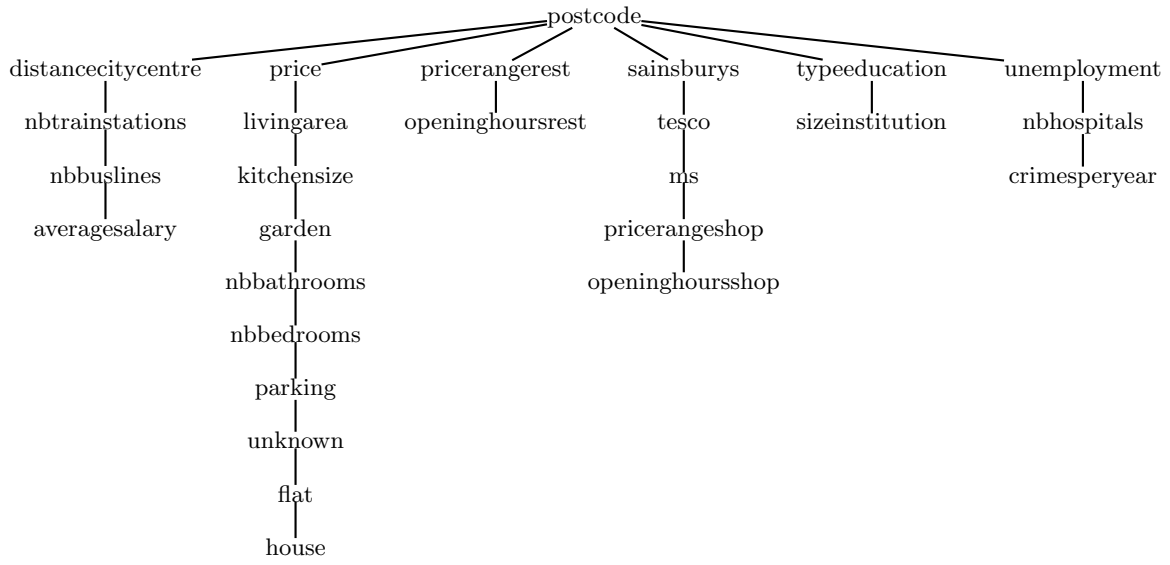 postcode
distancecitycentre price pricerangerest sainsburys typeeducation unemployment
nbtrainstations livingarea openinghoursrest tesco sizeinstitution nbhospitals
nbbuslines kitchensize ms crimesperyear
averagesalary garden pricerangeshop
nbbathrooms openinghoursshop
nbbedrooms
parking
unknown
flat
house